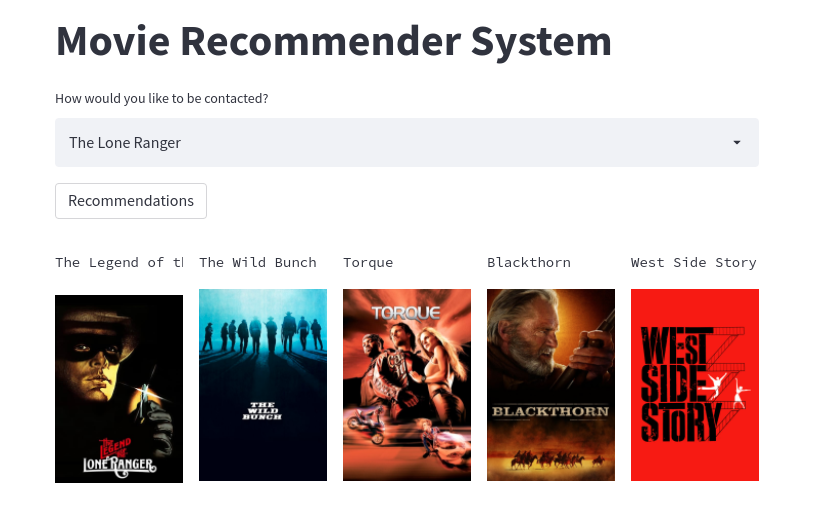 Movie Recommender System
How would you like to be contacted?
The Lone Ranger
Recommendations
The Legend of th
The Wild Bunch
Torque
Blackthorn
West Side Story
THE
LEGEND
OF
LONE RANGER
THE
WILD
BUNCH
TORQUE
BLACKTHORN
WEST
SIDE
STORY